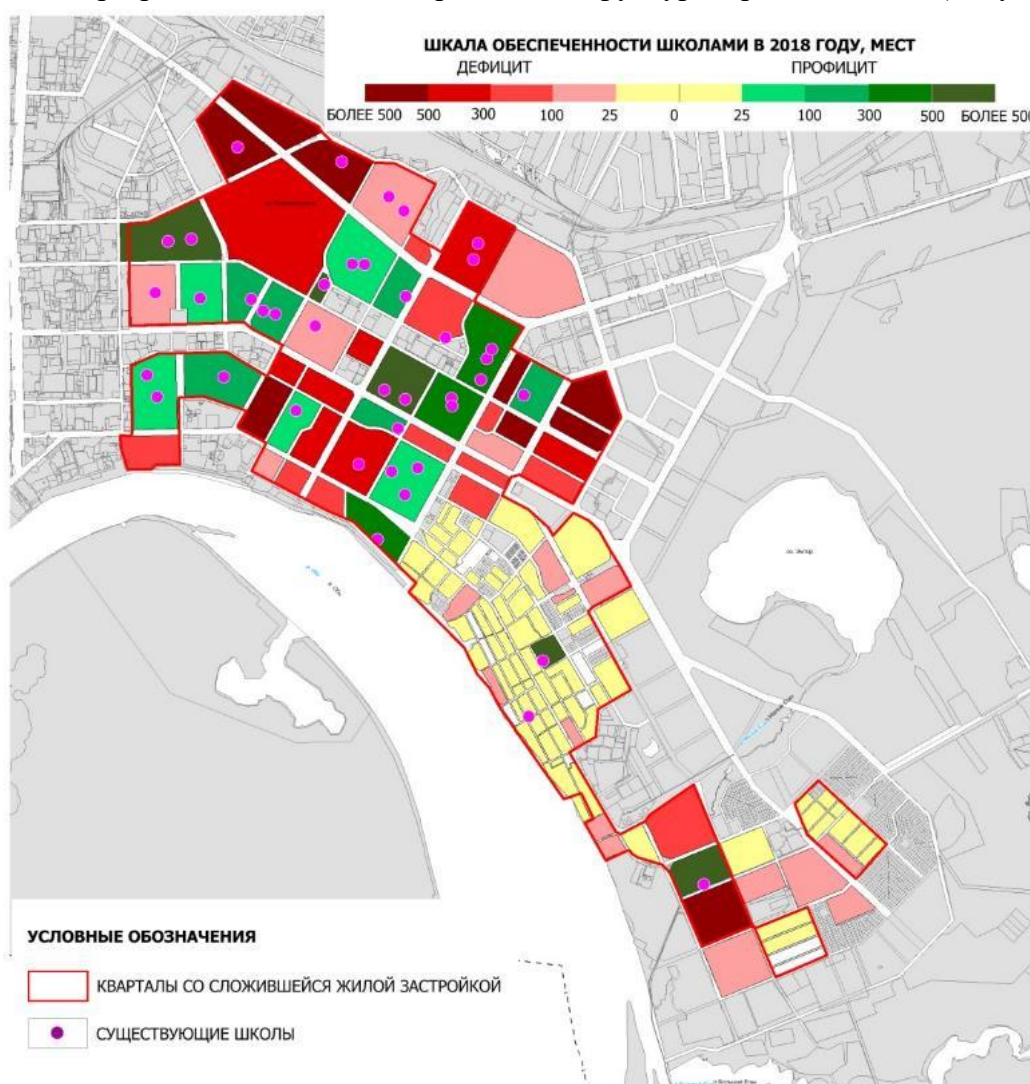 ШКАЛА ОБЕСПЕЧЕННОСТИ ШКОЛАМИ В 2018 ГОДУ, МЕСТ
ДЕФИЦИТ ПРОФИЦИТ
БОЛЕЕ 500 500 300 100 25 0 25 100 300 500 БОЛЕЕ 500
р. Обь
УСЛОВНЫЕ ОБОЗНАЧЕНИЯ
КВАРТАЛЫ СО СЛОЖИВШЕЙСЯ ЖИЛОЙ ЗАСТРОЙКОЙ
СУЩЕСТВУЮЩИЕ ШКОЛЫ